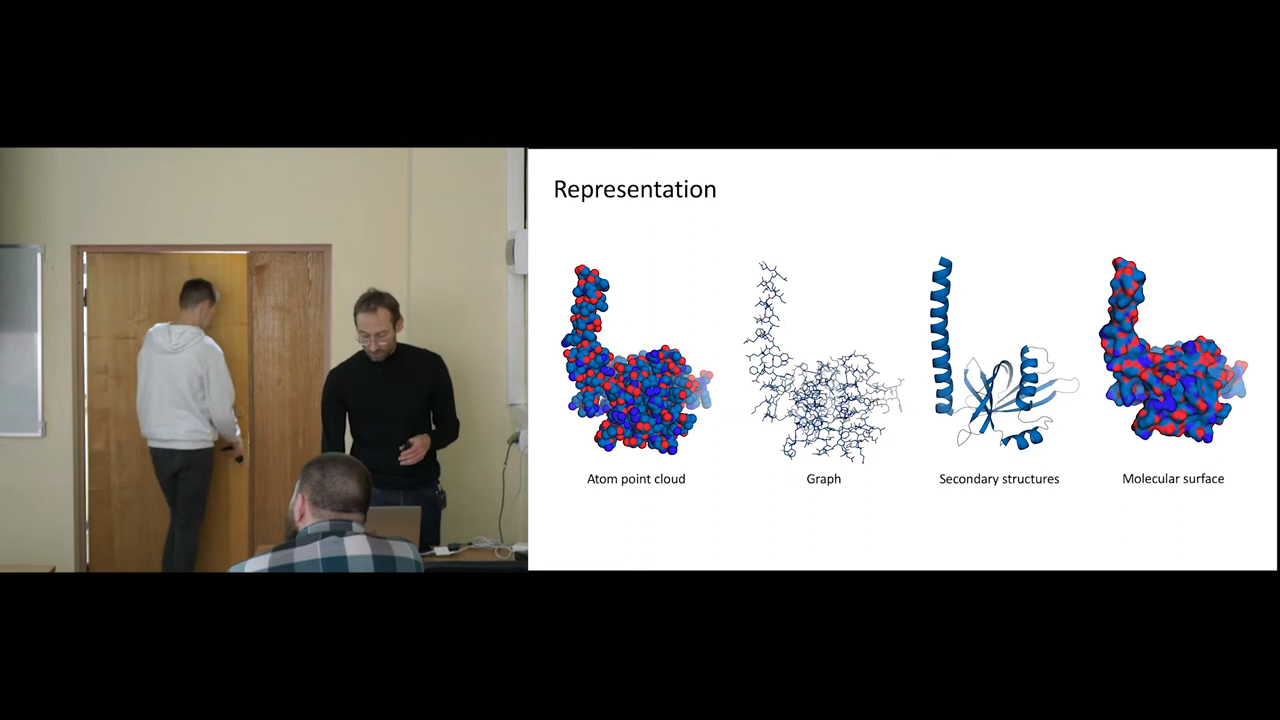 Representation
Atom point cloud
Graph
Secondary structures
Molecular surface